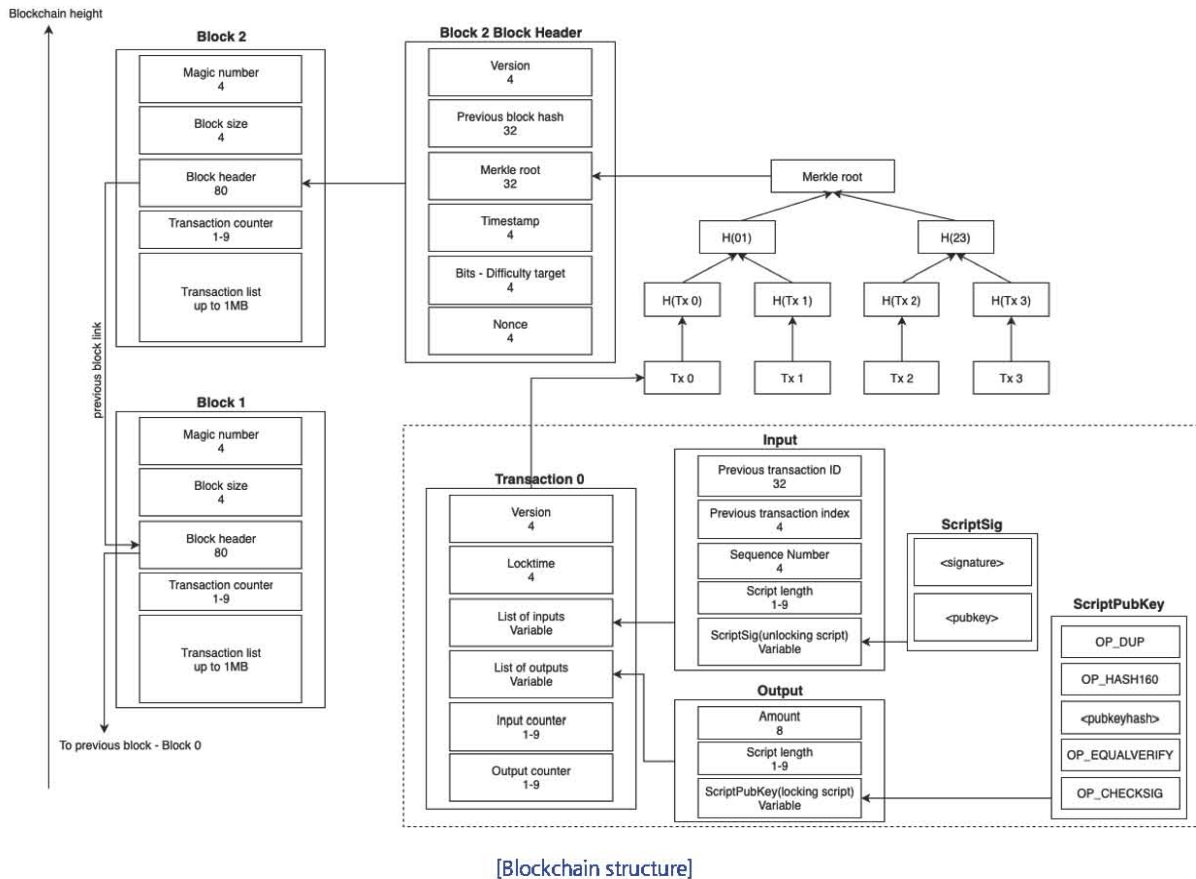 Blockchain height
Block 2
Magic number
4
Block size
4
Block header
80
Transaction counter
1-9
Transaction list
up to 1MB
previous block link
Block 1
Magic number
4
Block size
4
Block header
80
Transaction counter
1-9
Transaction list
up to 1MB
To previous block - Block 0
Block 2 Block Header
Version
4
Previous block hash
32
Merkle root
32
Timestamp
4
Bits - Difficulty target
4
Nonce
4
Merkle root
H(01)
H(23)
H(Tx 0)
H(Tx 1)
H(Tx 2)
H(Tx 3)
Tx 0
Tx 1
Tx 2
Tx 3
Transaction 0
Version
4
Locktime
4
List of inputs
Variable
List of outputs
Variable
Input counter
1-9
Output counter
1-9
Input
Previous transaction ID
32
Previous transaction index
4
Sequence Number
4
Script length
1-9
ScriptSig(unlocking script)
Variable
Output
Amount
8
Script length
1-9
ScriptPubKey(locking script)
Variable
ScriptSig
<signature>
<pubkey>
ScriptPubKey
OP_DUP
OP_HASH160
<pubkeyhash>
OP_EQUALVERIFY
OP_CHECKSIG
[Blockchain structure]